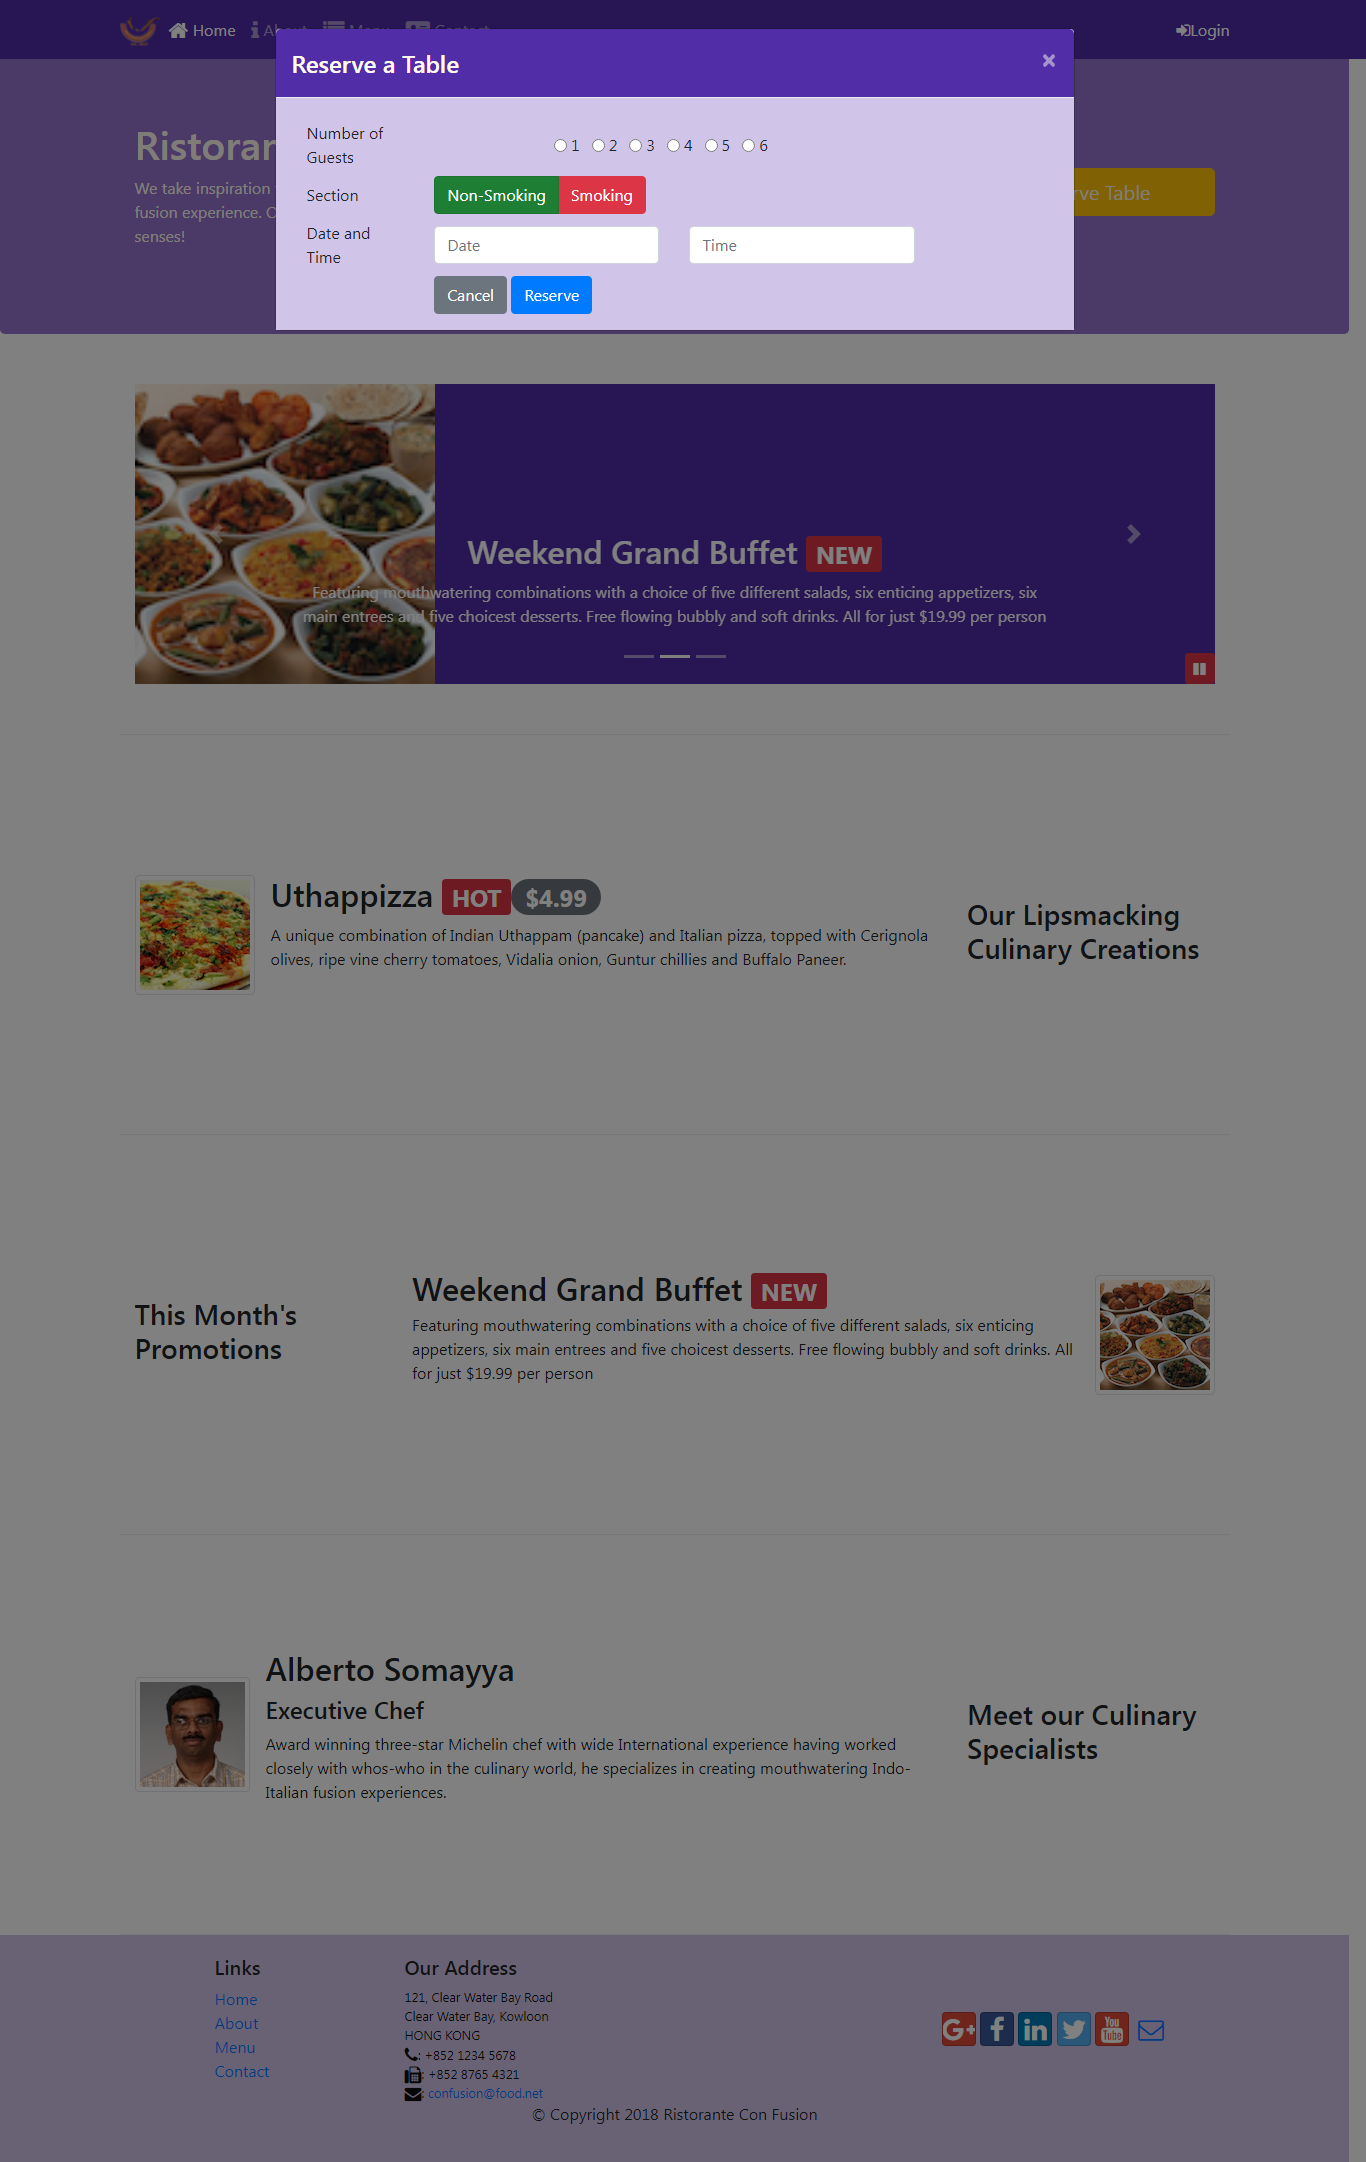 Home
Login
Reserve a Table
×
Ristoran
We take inspiration
fusion experience. O
senses!
rve Table
Number of
Guests
1 2 3 4 5 6
Section
Non-Smoking Smoking
Date and
Time
Date
Time
Cancel Reserve
Weekend Grand Buffet NEW
Featuring mouthwatering combinations with a choice of five different salads, six enticing appetizers, six
main entrees and five choicest desserts. Free flowing bubbly and soft drinks. All for just $19.99 per person
Uthappizza HOT $4.99
A unique combination of Indian Uthappam (pancake) and Italian pizza, topped with Cerignola
olives, ripe vine cherry tomatoes, Vidalia onion, Guntur chillies and Buffalo Paneer.
Our Lipsmacking
Culinary Creations
This Month's
Promotions
Weekend Grand Buffet NEW
Featuring mouthwatering combinations with a choice of five different salads, six enticing
appetizers, six main entrees and five choicest desserts. Free flowing bubbly and soft drinks. All
for just $19.99 per person
Alberto Somayya
Executive Chef
Award winning three-star Michelin chef with wide International experience having worked
closely with whos-who in the culinary world, he specializes in creating mouthwatering Indo-
Italian fusion experiences.
Meet our Culinary
Specialists
Links
Home
About
Menu
Contact
Our Address
121, Clear Water Bay Road
Clear Water Bay, Kowloon
HONG KONG
: +852 1234 5678
: +852 8765 4321
: confusion@food.net
You
Tube
© Copyright 2018 Ristorante Con Fusion